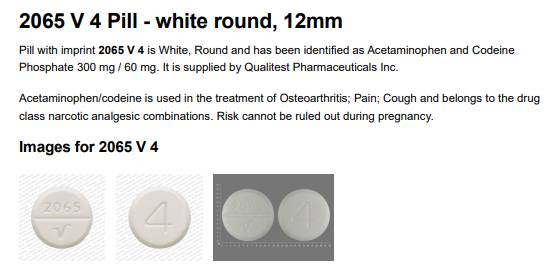 2065 V 4 Pill - white round, 12mm
Pill with imprint 2065 V 4 is White, Round and has been identified as Acetaminophen and Codeine
Phosphate 300 mg / 60 mg. It is supplied by Qualitest Pharmaceuticals Inc.
Acetaminophen/codeine is used in the treatment of Osteoarthritis; Pain; Cough and belongs to the drug
class narcotic analgesic combinations. Risk cannot be ruled out during pregnancy.
Images for 2065 V 4
2065
V
4
2065
V
4